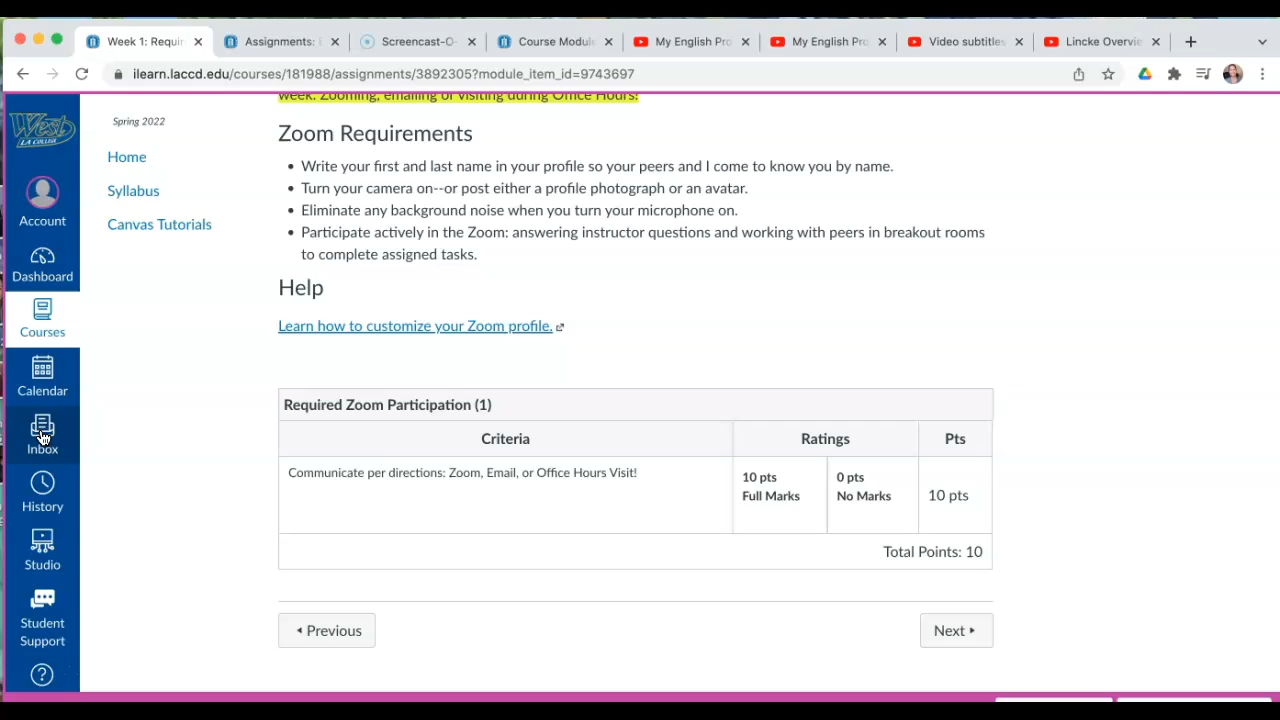 Week 1: Requir
Assignments: F
Screencast-O-
Course Module
My English Pro
My English Pro
Video subtitles
Lincke Overvie
ilearn.laccd.edu/courses/181988/assignments/3892305?module_item_id=9743697
West
LA COLLEGE
Account
Dashboard
Courses
Calendar
Inbox
History
Studio
Student
Support
Spring 2022
Home
Syllabus
Canvas Tutorials
week: Zooming, emailing or visiting during Office Hours!
Zoom Requirements
Write your first and last name in your profile so your peers and I come to know you by name.
Turn your camera on--or post either a profile photograph or an avatar.
Eliminate any background noise when you turn your microphone on.
Participate actively in the Zoom: answering instructor questions and working with peers in breakout rooms
to complete assigned tasks.
Help
Learn how to customize your Zoom profile.
Required Zoom Participation (1)
Criteria Ratings Pts
Communicate per directions: Zoom, Email, or Office Hours Visit!
10 pts
Full Marks
0 pts
No Marks
10 pts
Total Points: 10
Previous
Next